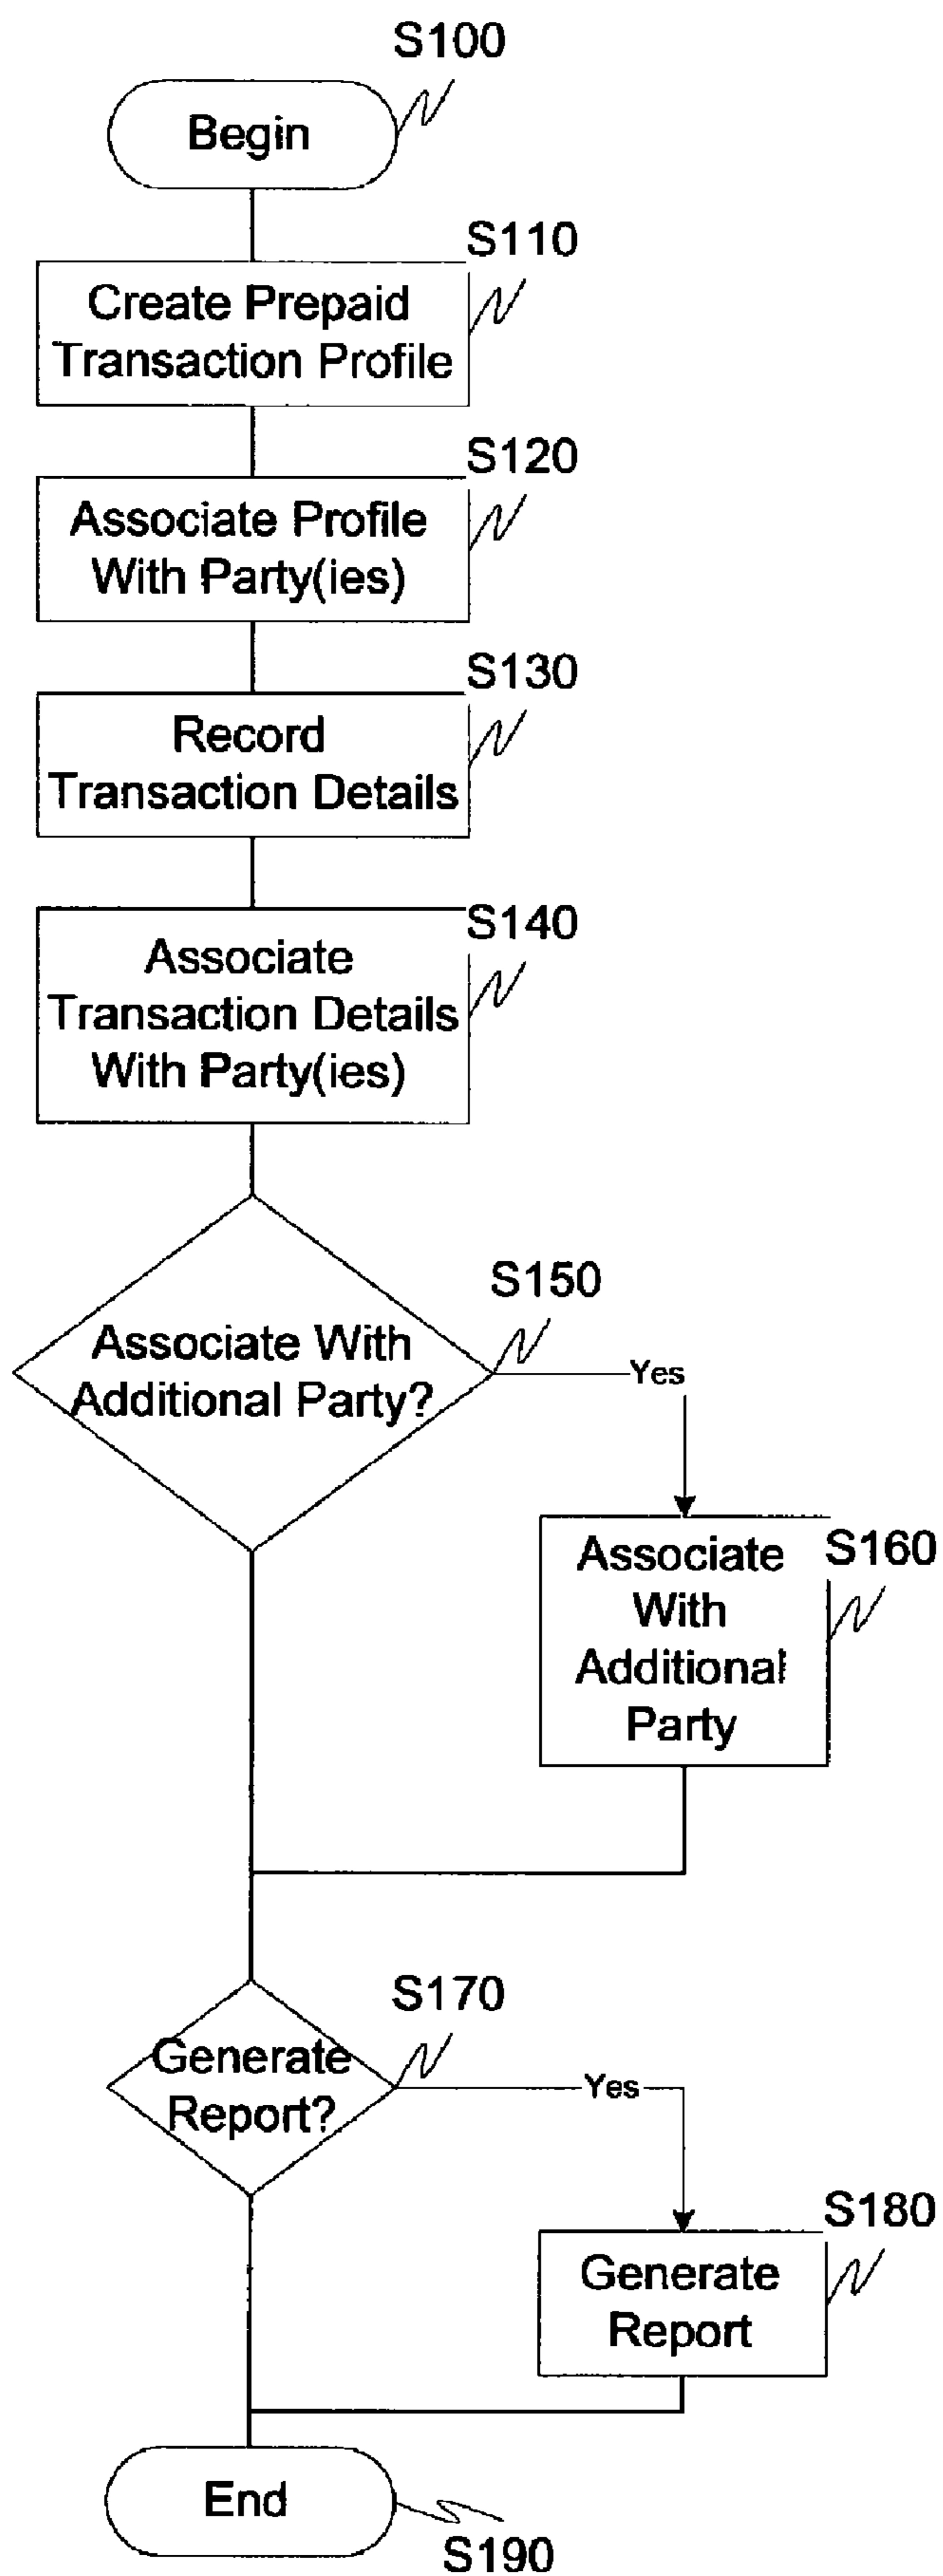 S100
Begin
S110
Create Prepaid
Transaction Profile
S120
Associate Profile
With Party(ies)
S130
Record
Transaction Details
S140
Associate
Transaction Details
With Party(ies)
S150
Associate With
Additional Party?
Yes
S160
Associate
With
Additional
Party
S170
Generate
Report?
Yes
S180
Generate
Report
End
S190